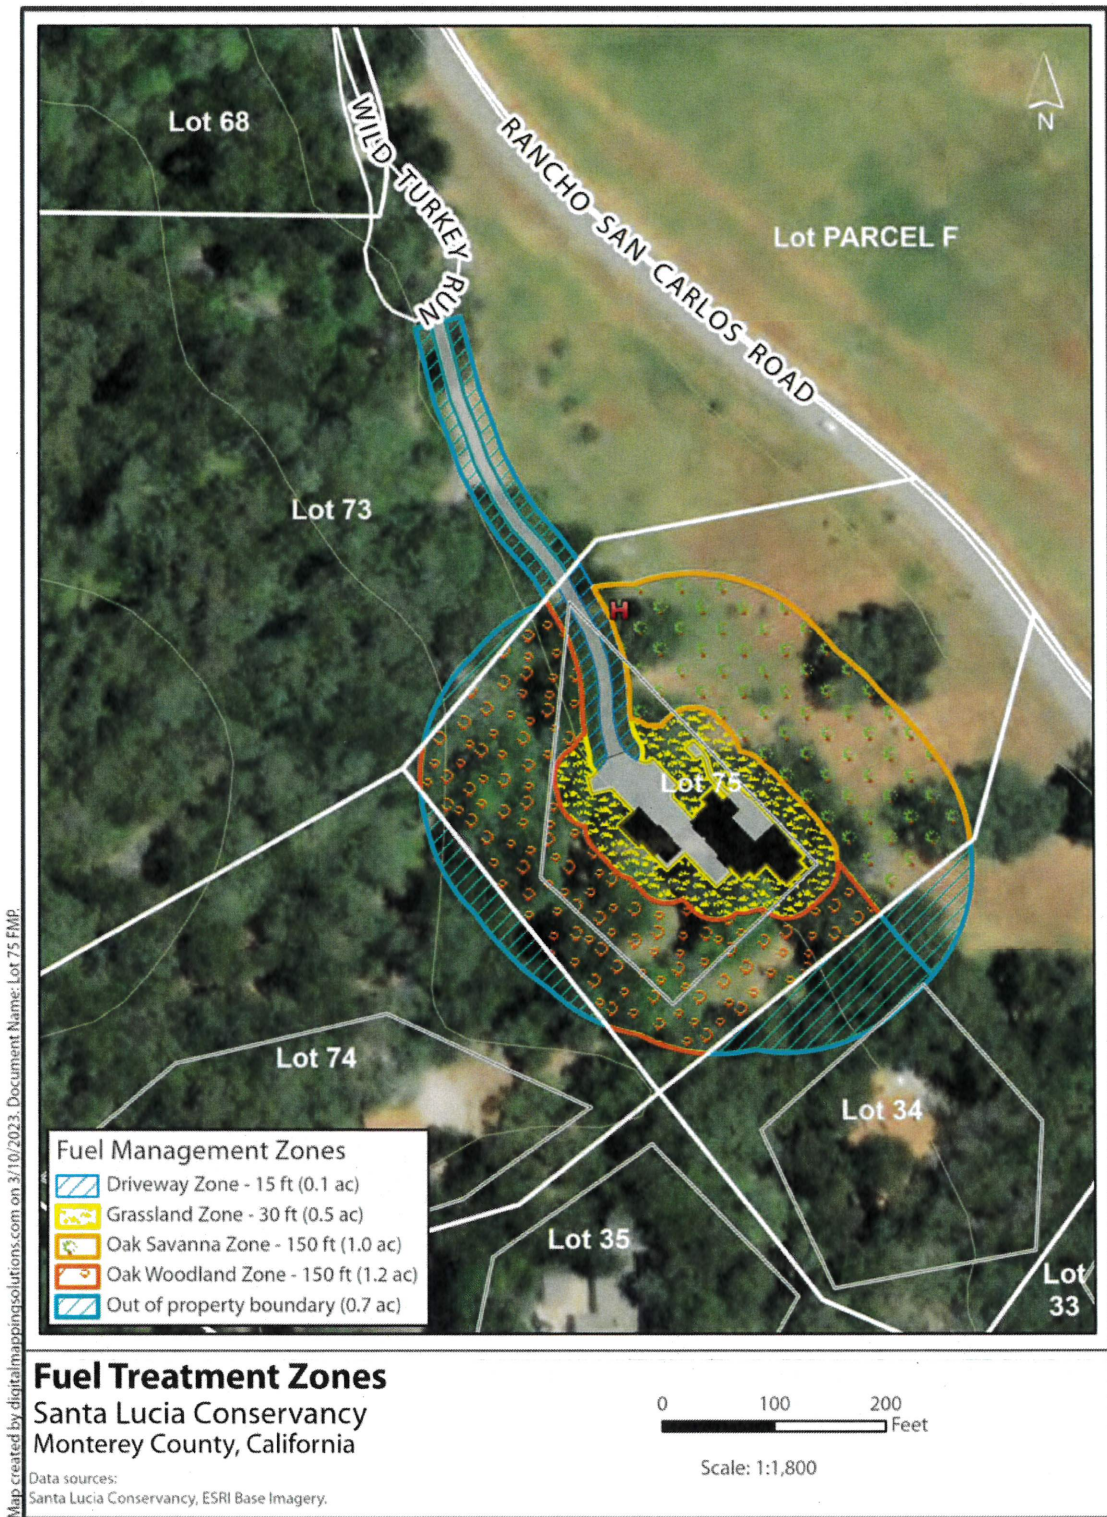 Lot 68
WILD TURKEY RUN
RANCHO SAN CARLOS ROAD
N
Lot PARCEL F
Lot 73
H
Lot 75
Lot 74
Lot 34
Lot 35
Lot
33
Fuel Management Zones
Driveway Zone - 15 ft (0.1 ac)
Grassland Zone - 30 ft (0.5 ac)
Oak Savanna Zone - 150 ft (1.0 ac)
Oak Woodland Zone - 150 ft (1.2 ac)
Out of property boundary (0.7 ac)
Map created by digitalmappingsolutions.com on 3/10/2023. Document Name: Lot 75 FMP.
Fuel Treatment Zones
Santa Lucia Conservancy
Monterey County, California
Data sources:
Santa Lucia Conservancy, ESRI Base Imagery.
0 100 200
Feet
Scale: 1:1,800